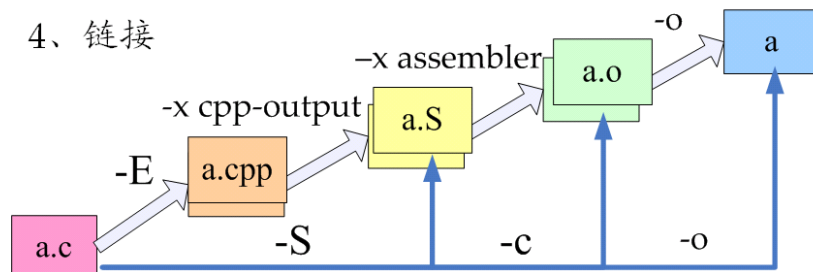 4、链接
-o
a
–x assembler
a.o
-x cpp-output
a.S
-E
a.cpp
a.c
-S
-c
-o